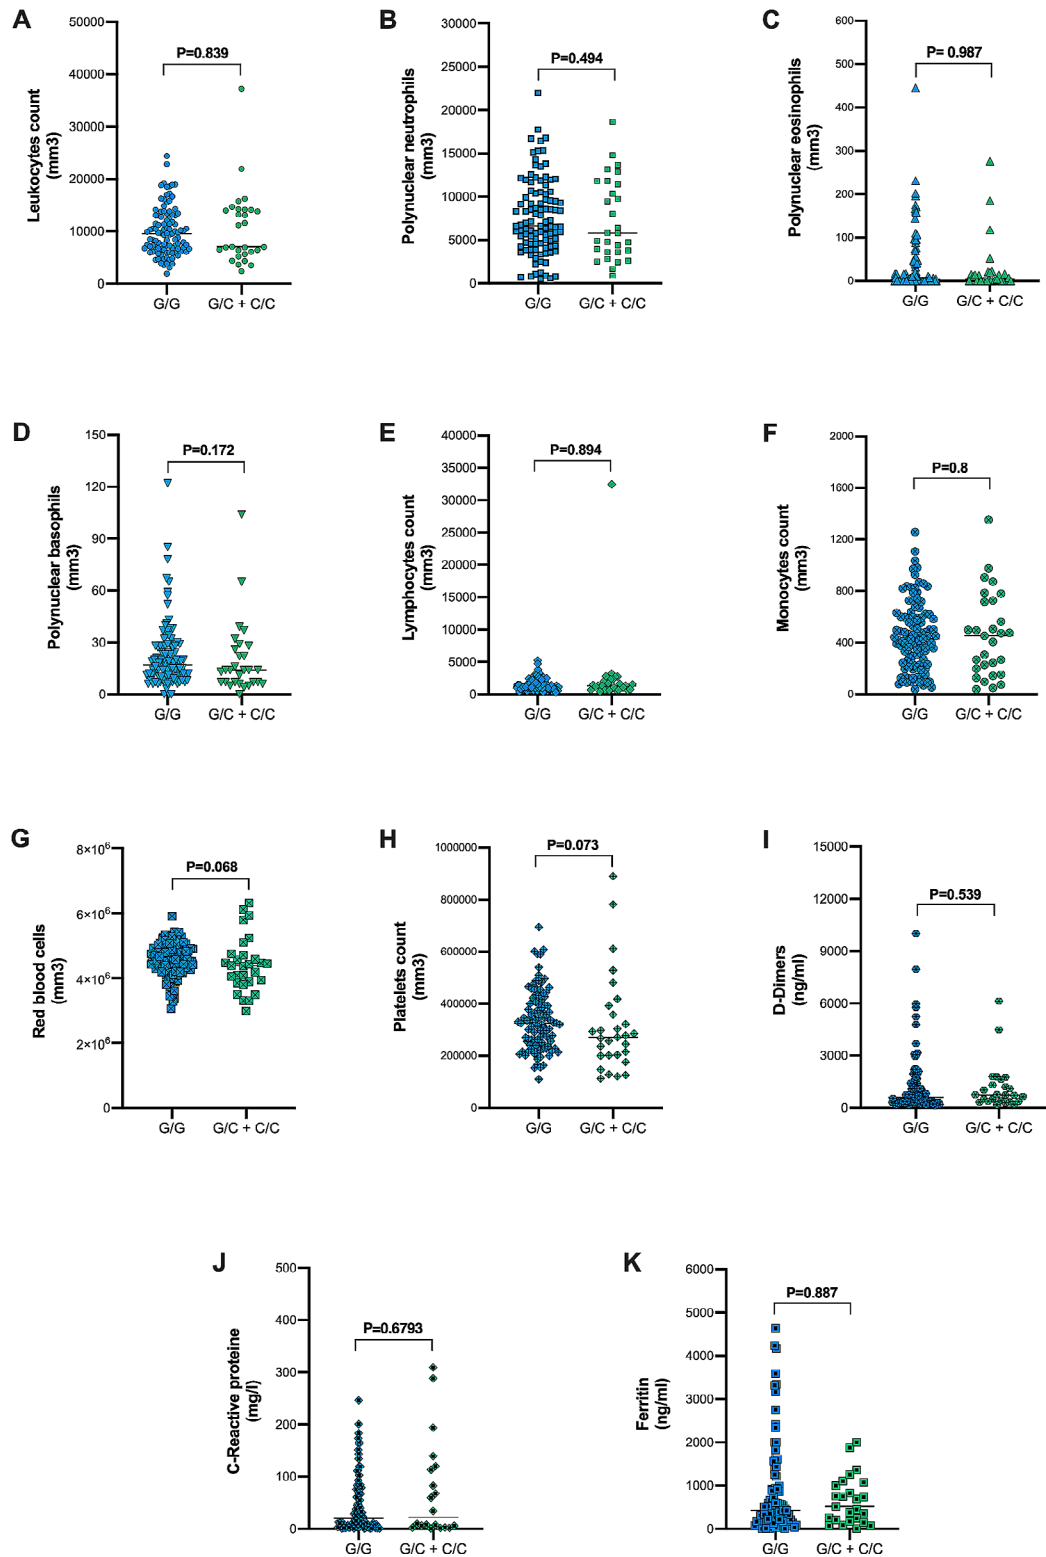 A
Leukocytes count
(mm3)
50000
40000
30000
20000
10000
0
P=0.839
G/G
G/C + C/C
B
Polynuclear neutrophils
(mm3)
30000
25000
20000
15000
10000
5000
0
P=0.494
G/G
G/C + C/C
C
Polynuclear eosinophils
(mm3)
600
500
400
300
200
100
0
P= 0.987
G/G
G/C + C/C
D
Polynuclear basophils
(mm3)
150
120
90
60
30
0
P=0.172
G/G
G/C + C/C
E
Lymphocytes count
(mm3)
40000
35000
30000
25000
20000
15000
10000
5000
0
P=0.894
G/G
G/C + C/C
F
Monocytes count
(mm3)
2000
1600
1200
800
400
0
P=0.8
G/G
G/C + C/C
G
Red blood cells
(mm3)
8×10⁶
6×10⁶
4×10⁶
2×10⁶
0
P=0.068
G/G
G/C + C/C
H
Platelets count
(mm3)
1000000
800000
600000
400000
200000
0
P=0.073
G/G
G/C + C/C
I
D-Dimers
(ng/ml)
15000
12000
9000
6000
3000
0
P=0.539
G/G
G/C + C/C
J
C-Reactive proteine
(mg/l)
500
400
300
200
100
0
P=0.6793
G/G
G/C + C/C
K
Ferritin
(ng/ml)
6000
5000
4000
3000
2000
1000
0
P=0.887
G/G
G/C + C/C